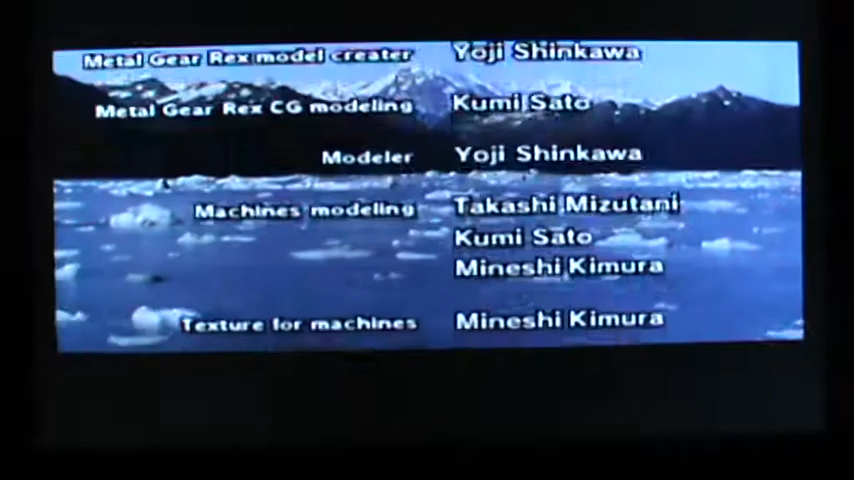 Metal Gear Rex model creater Yoji Shinkawa
Metal Gear Rex CG modeling Kumi Sato
Modeler Yoji Shinkawa
Machines modeling Takashi Mizutani
Kumi Sato
Mineshi Kimura
Texture for machines Mineshi Kimura